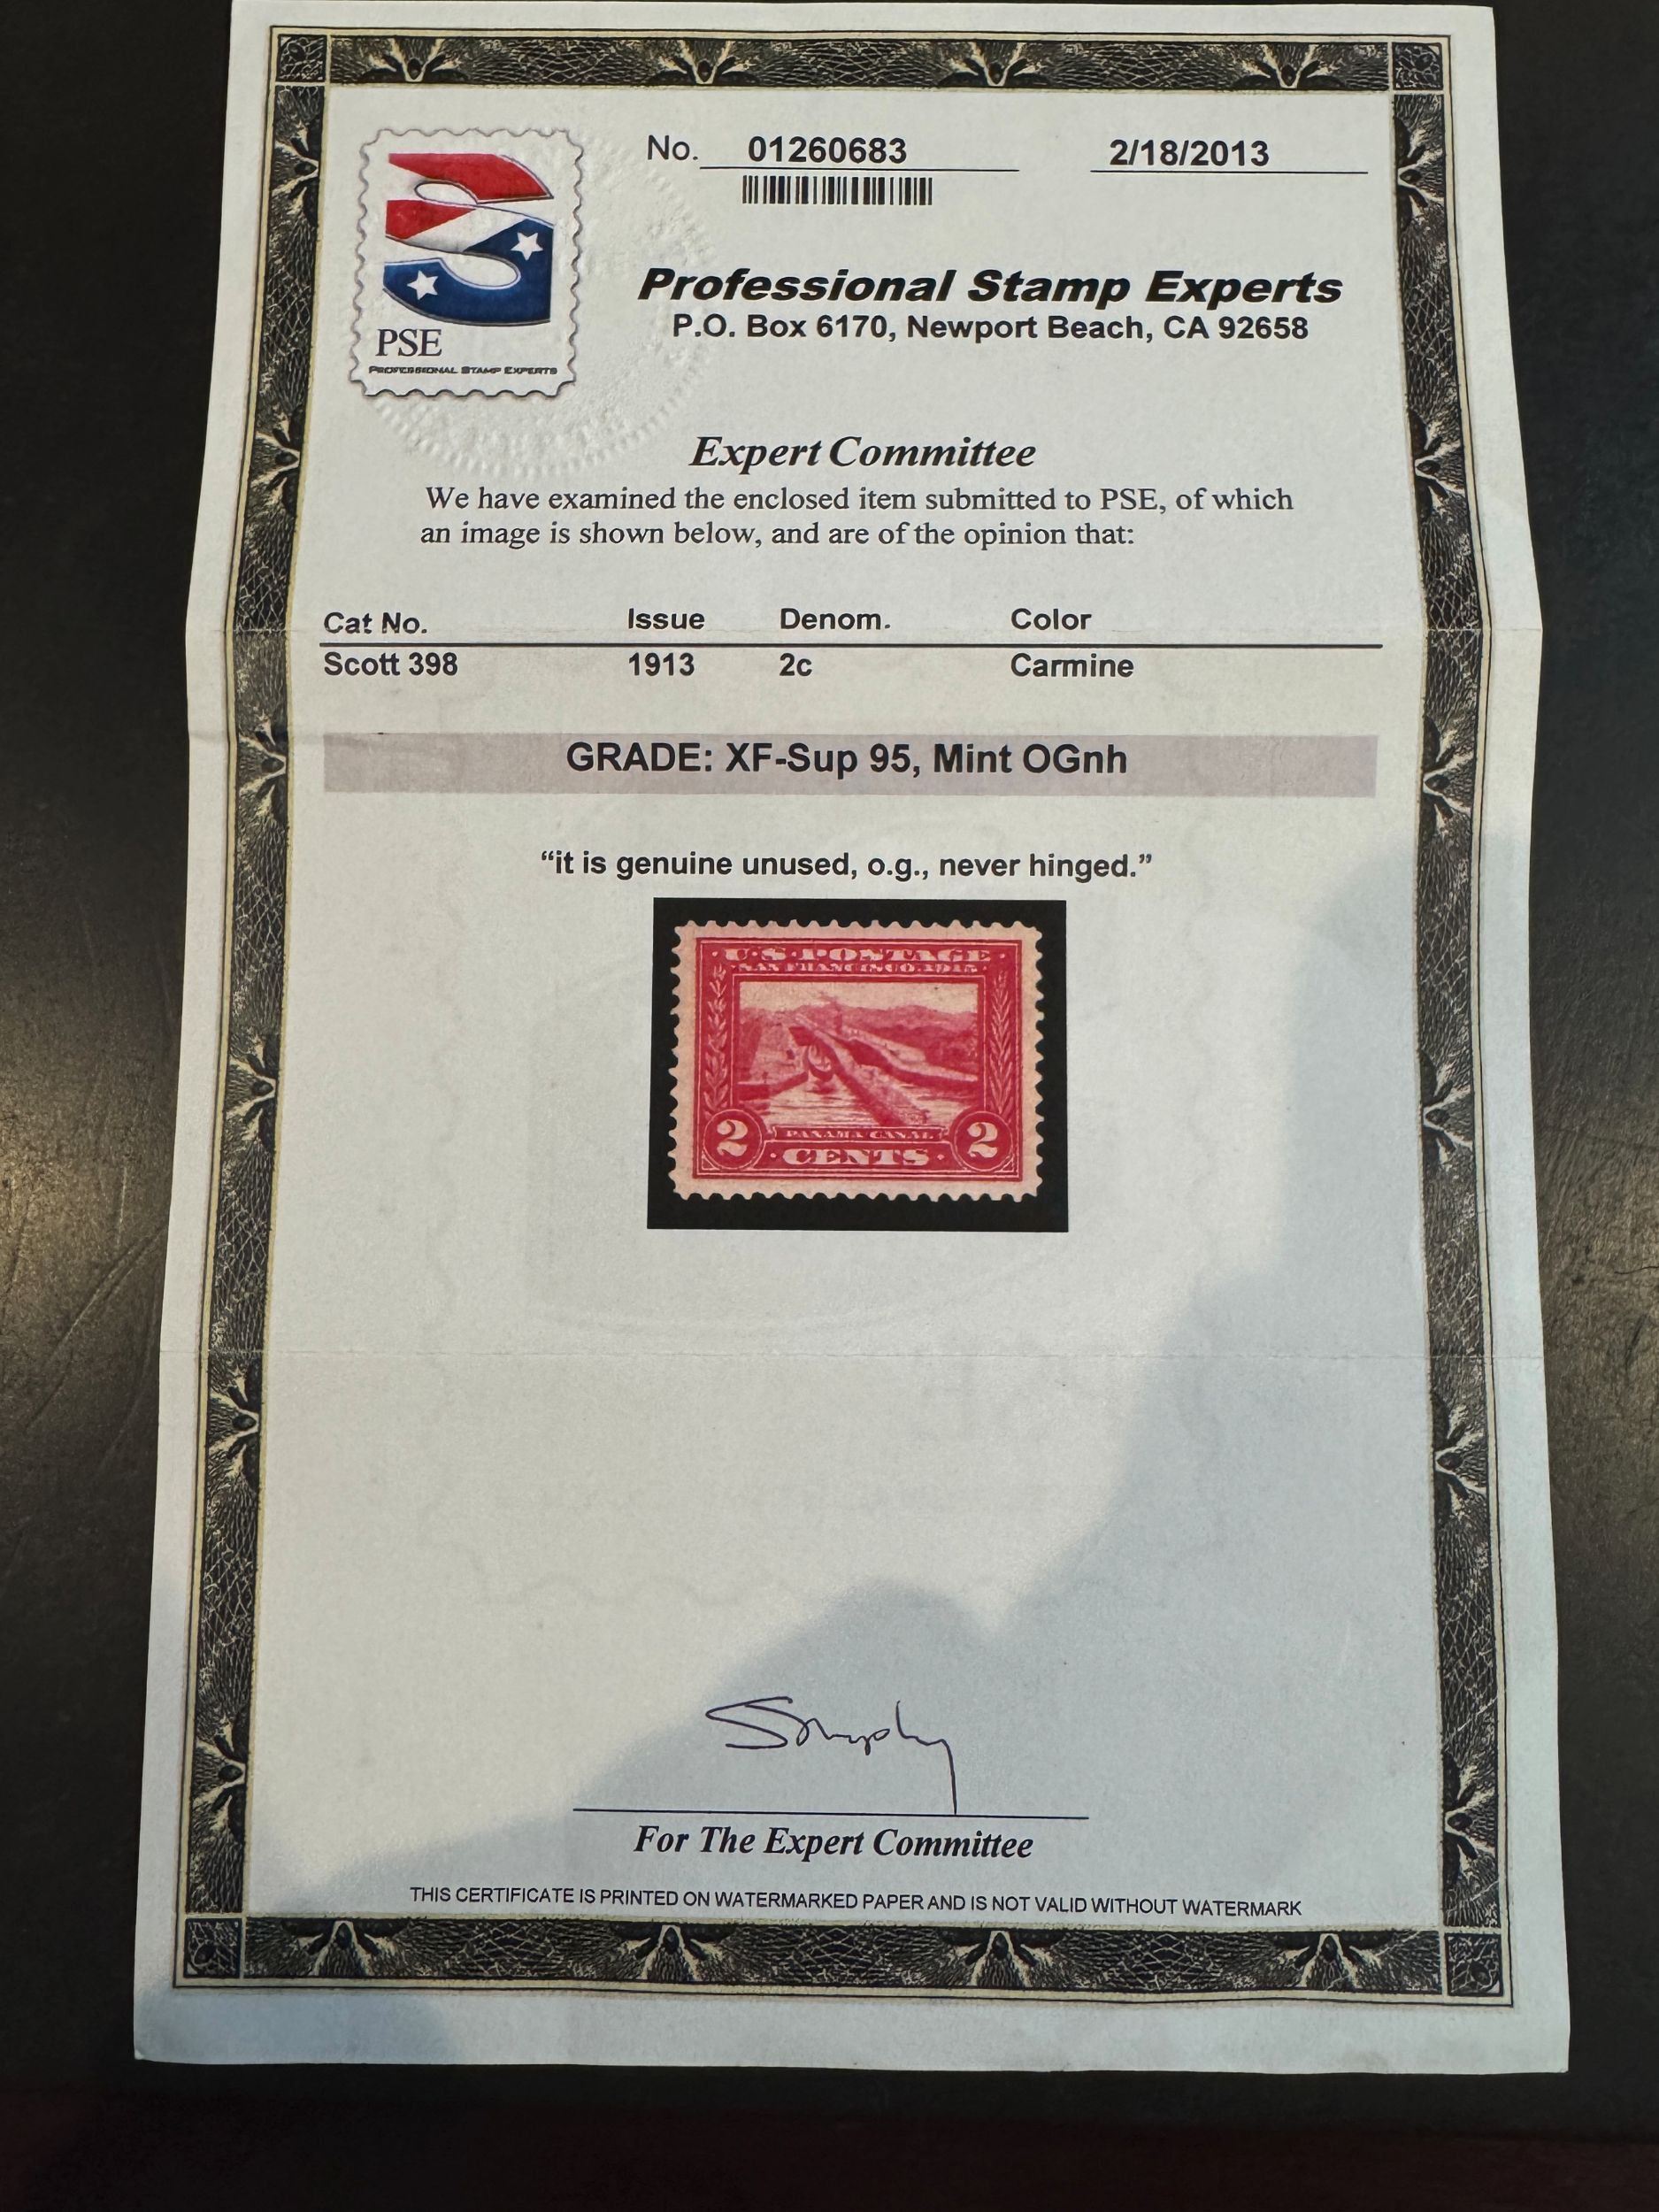 No. 01260683 2/18/2013
Professional Stamp Experts
P.O. Box 6170, Newport Beach, CA 92658
PSE
PROFESSIONAL STAMP EXPERTS
Expert Committee
We have examined the enclosed item submitted to PSE, of which
an image is shown below, and are of the opinion that:
Cat No. Issue Denom. Color
Scott 398 1913 2c Carmine
GRADE: XF-Sup 95, Mint OGnh
“it is genuine unused, o.g., never hinged.”
U·S·POSTAGE
SAN FRANCISCO·1915
2 PANAMA CANAL 2
CENTS
For The Expert Committee
THIS CERTIFICATE IS PRINTED ON WATERMARKED PAPER AND IS NOT VALID WITHOUT WATERMARK